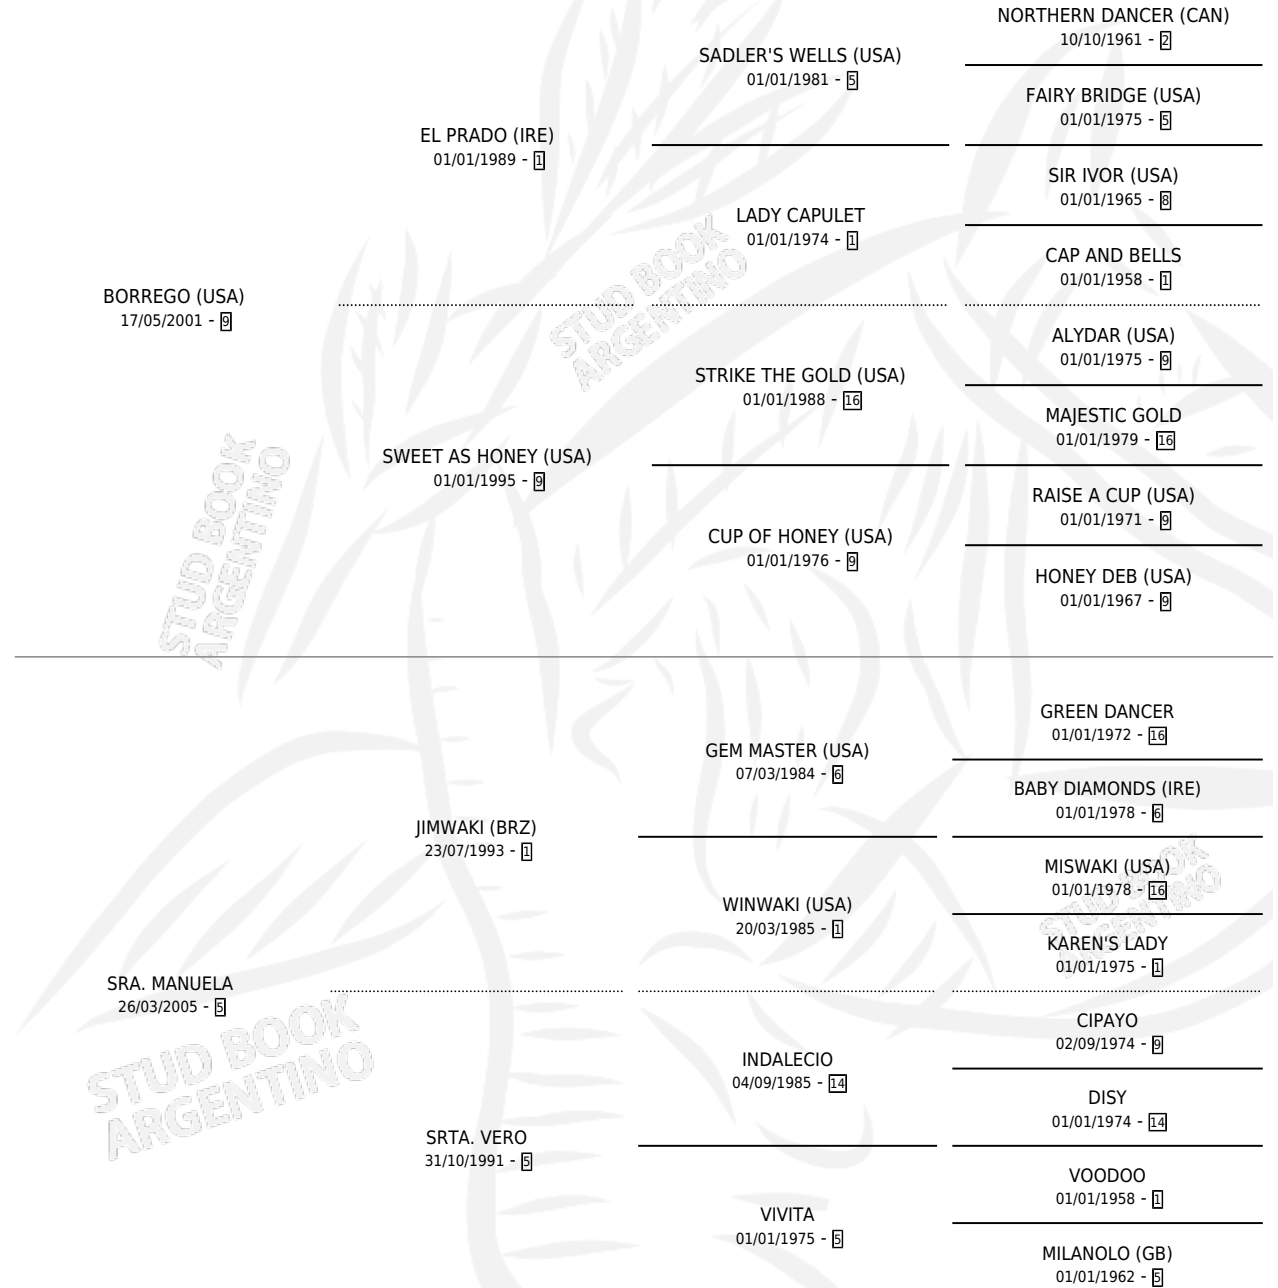 NORTHERN DANCER (CAN)
10/10/1961 - 2
SADLER'S WELLS (USA)
01/01/1981 - 5
FAIRY BRIDGE (USA)
01/01/1975 - 5
EL PRADO (IRE)
01/01/1989 - 1
SIR IVOR (USA)
01/01/1965 - 8
LADY CAPULET
01/01/1974 - 1
CAP AND BELLS
01/01/1958 - 1
BORREGO (USA)
17/05/2001 - 9
ALYDAR (USA)
01/01/1975 - 9
STRIKE THE GOLD (USA)
01/01/1988 - 16
MAJESTIC GOLD
01/01/1979 - 16
SWEET AS HONEY (USA)
01/01/1995 - 9
RAISE A CUP (USA)
01/01/1971 - 9
CUP OF HONEY (USA)
01/01/1976 - 9
HONEY DEB (USA)
01/01/1967 - 9
GREEN DANCER
01/01/1972 - 16
GEM MASTER (USA)
07/03/1984 - 6
BABY DIAMONDS (IRE)
01/01/1978 - 6
JIMWAKI (BRZ)
23/07/1993 - 1
MISWAKI (USA)
01/01/1978 - 16
WINWAKI (USA)
20/03/1985 - 1
KAREN'S LADY
01/01/1975 - 1
SRA. MANUELA
26/03/2005 - 5
CIPAYO
02/09/1974 - 9
INDALECIO
04/09/1985 - 14
DISY
01/01/1974 - 14
SRTA. VERO
31/10/1991 - 5
VOODOO
01/01/1958 - 1
VIVITA
01/01/1975 - 5
MILANOLO (GB)
01/01/1962 - 5
STUD BOOK
ARGENTINO
STUD BOOK
ARGENTINO
STUD BOOK
ARGENTINO
STUD BOOK
ARGENTINO